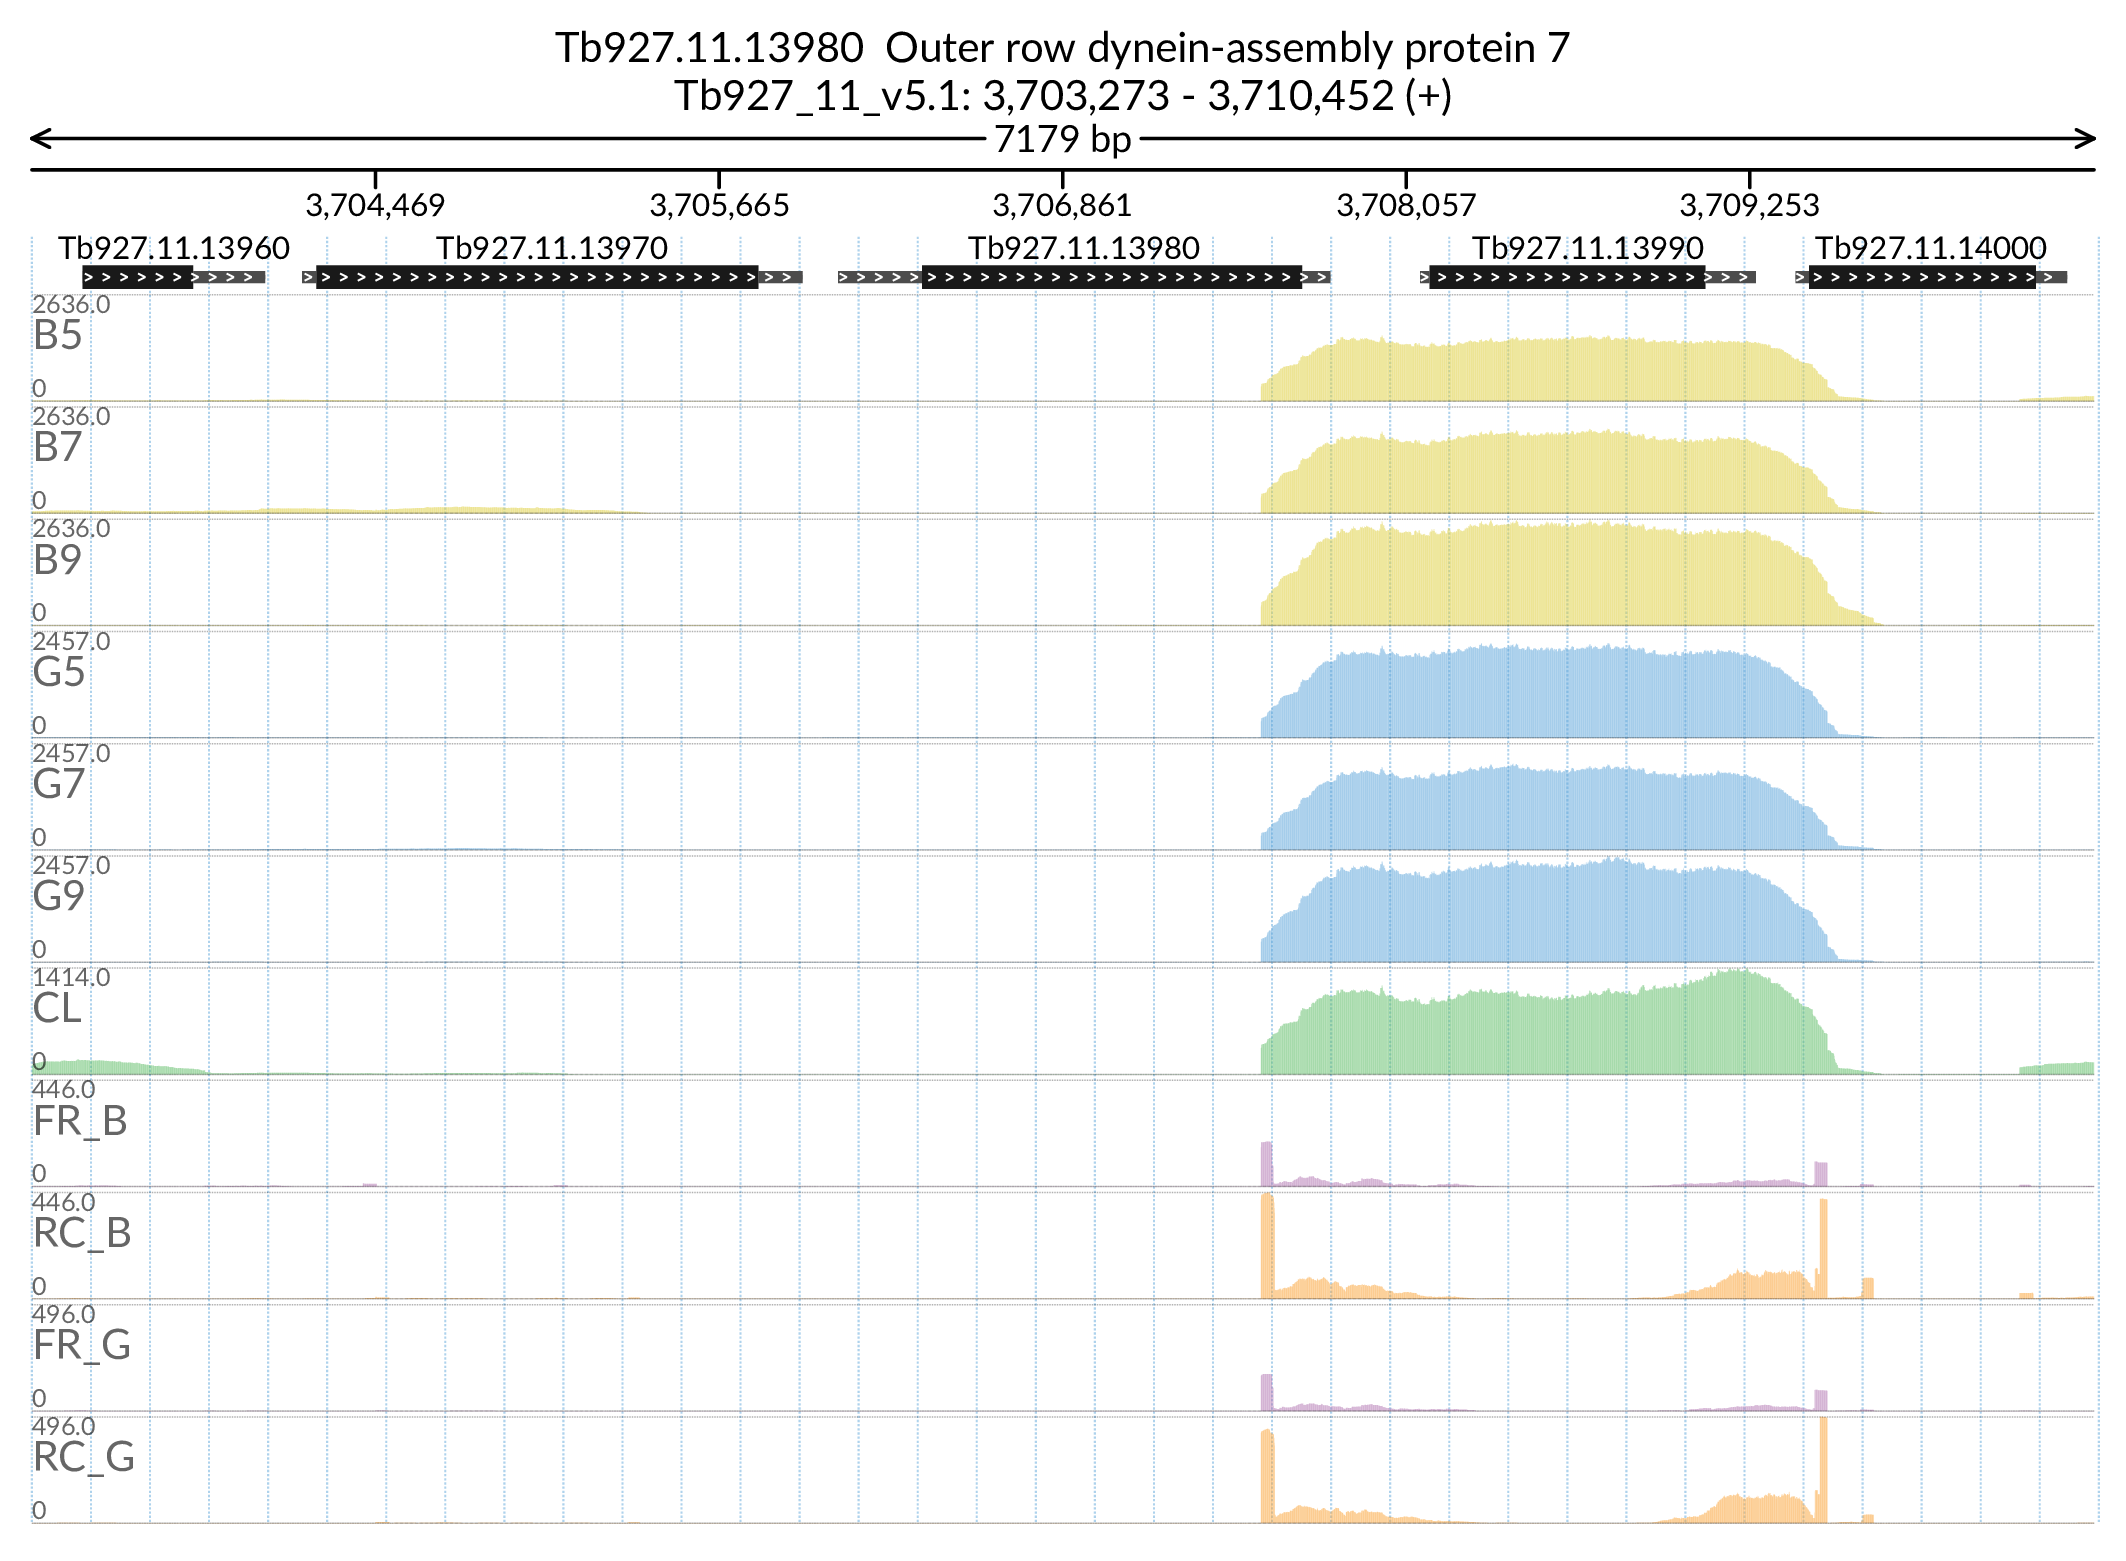 Tb927.11.13980  Outer row dynein-assembly protein 7
Tb927_11_v5.1: 3,703,273 - 3,710,452 (+)
7179 bp
3,704,469 3,705,665 3,706,861 3,708,057 3,709,253
Tb927.11.13960 Tb927.11.13970 Tb927.11.13980 Tb927.11.13990 Tb927.11.14000
2636.0
B5
0
2636.0
B7
0
2636.0
B9
0
2457.0
G5
0
2457.0
G7
0
2457.0
G9
0
1414.0
CL
0
446.0
FR_B
0
446.0
RC_B
0
496.0
FR_G
0
496.0
RC_G
0